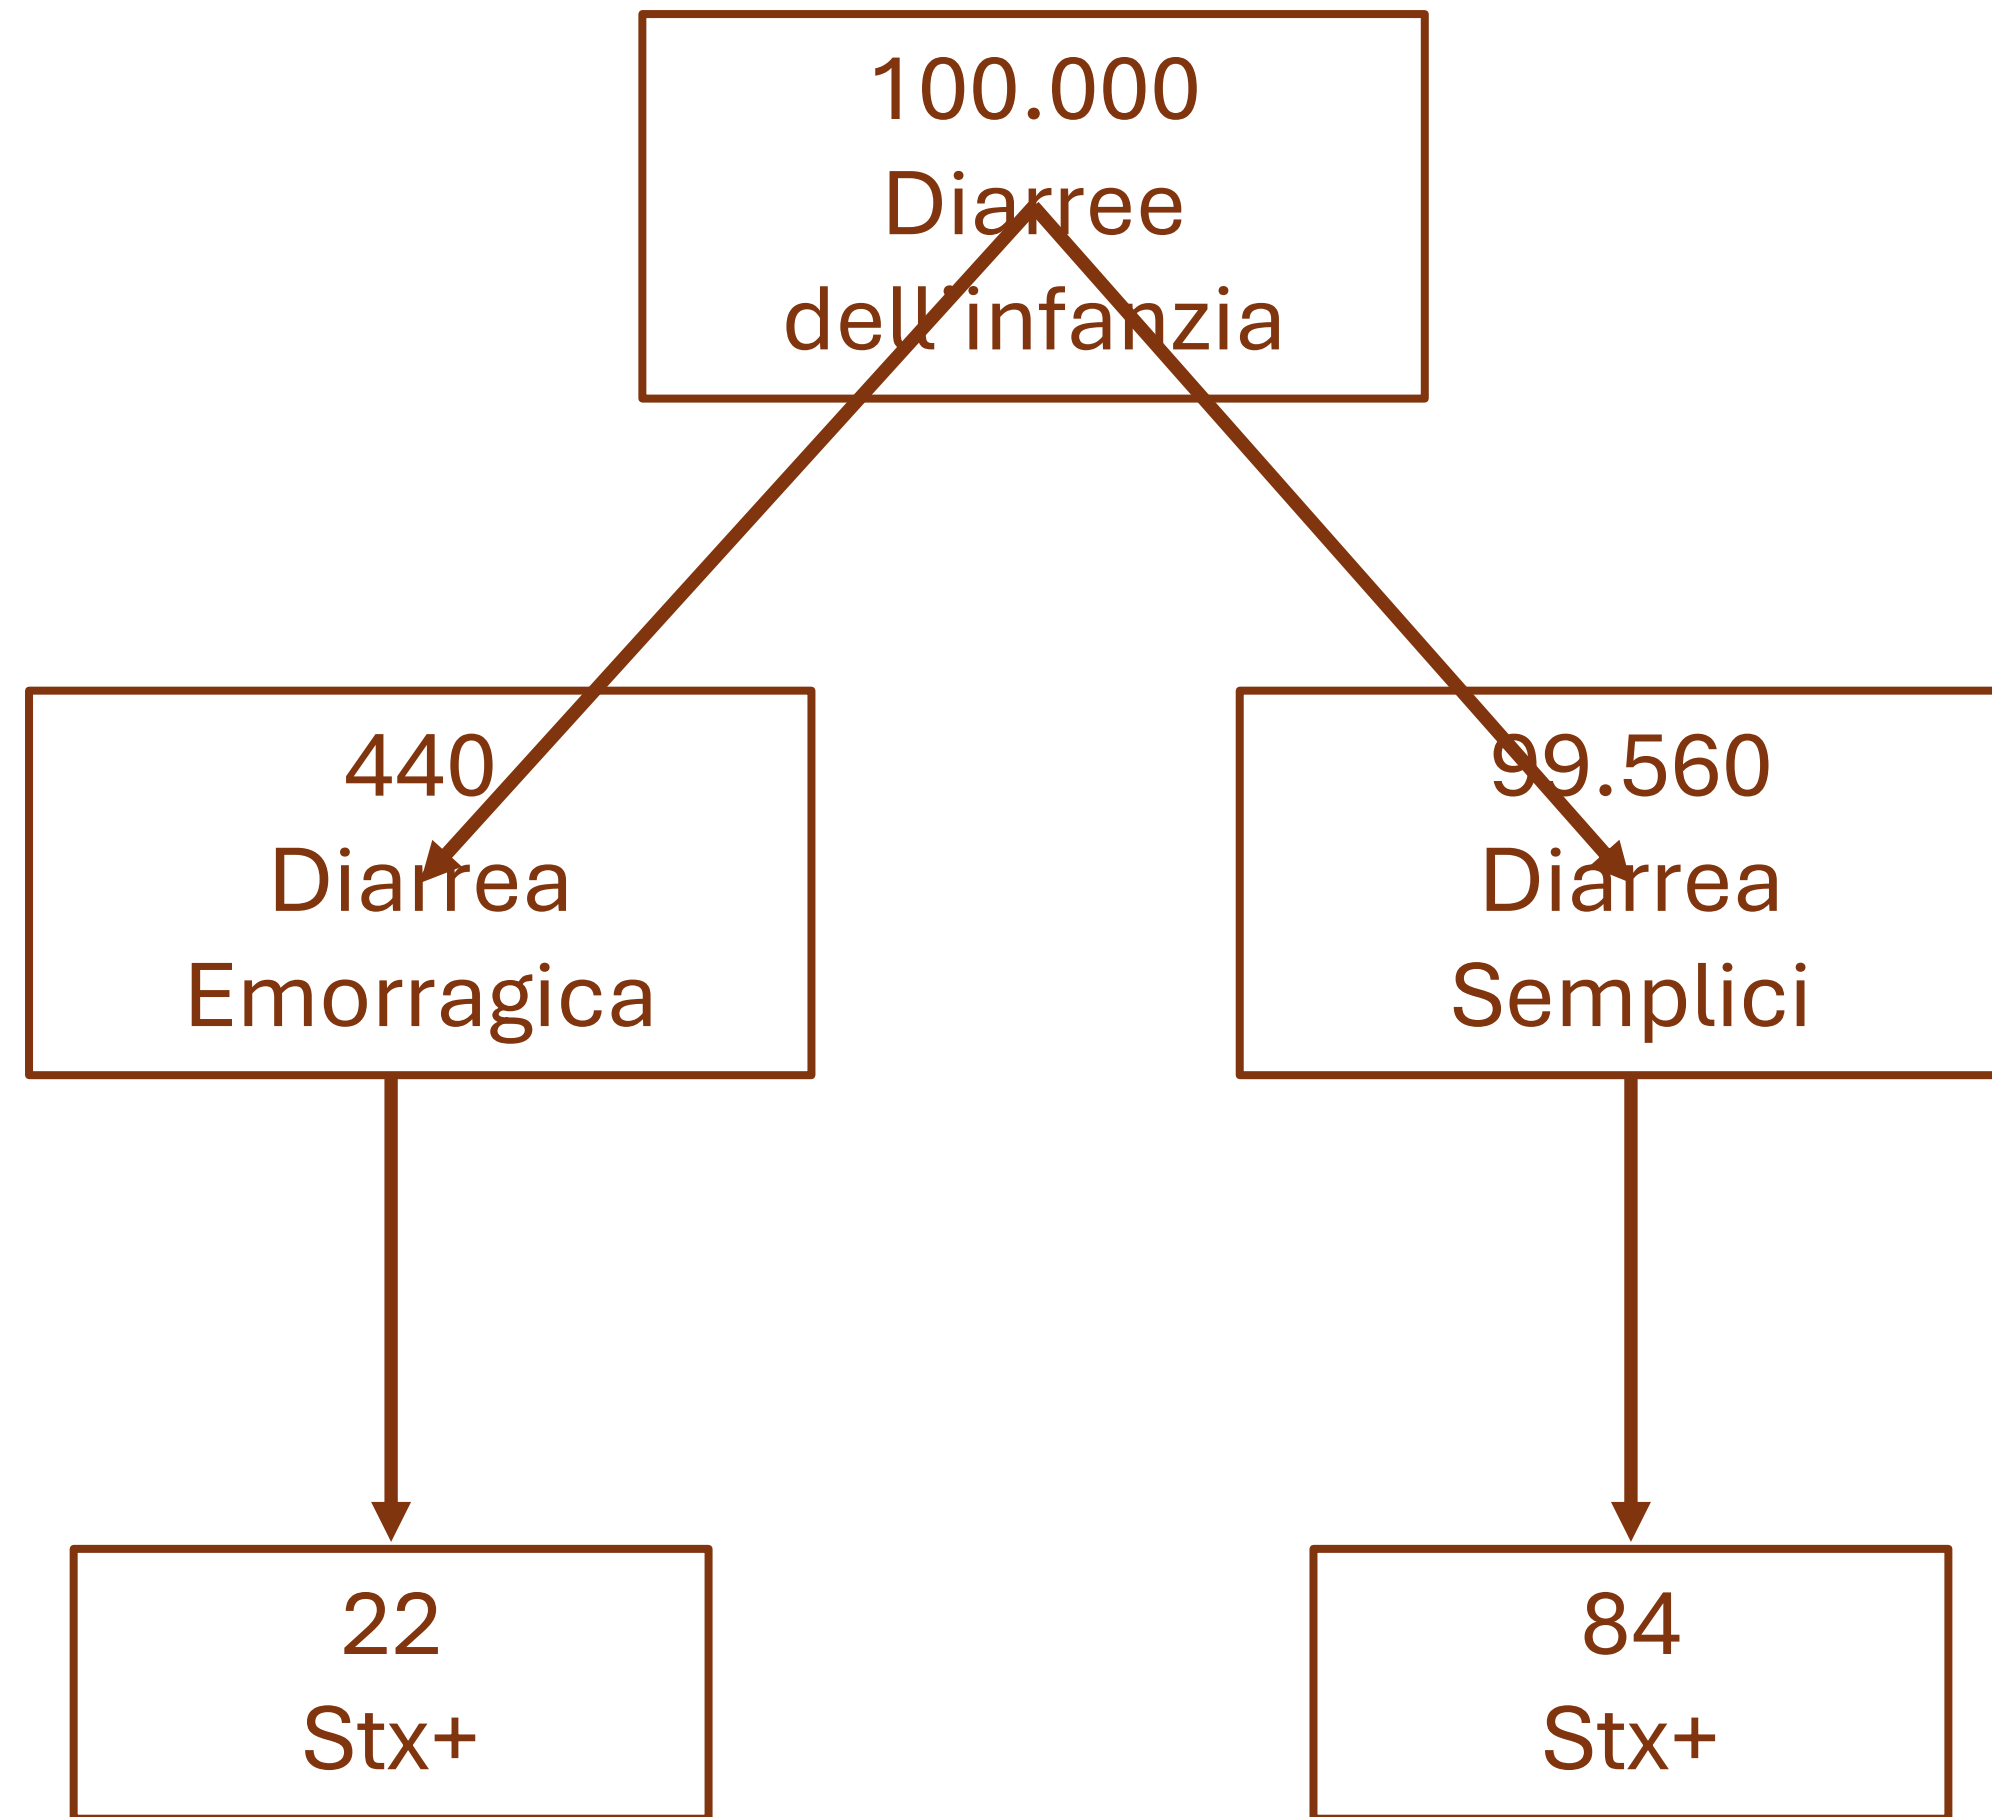 100.000
Diarree
dell'infanzia
440
Diarrea
Emorragica
99.560
Diarrea
Semplici
22
Stx+
84
Stx+